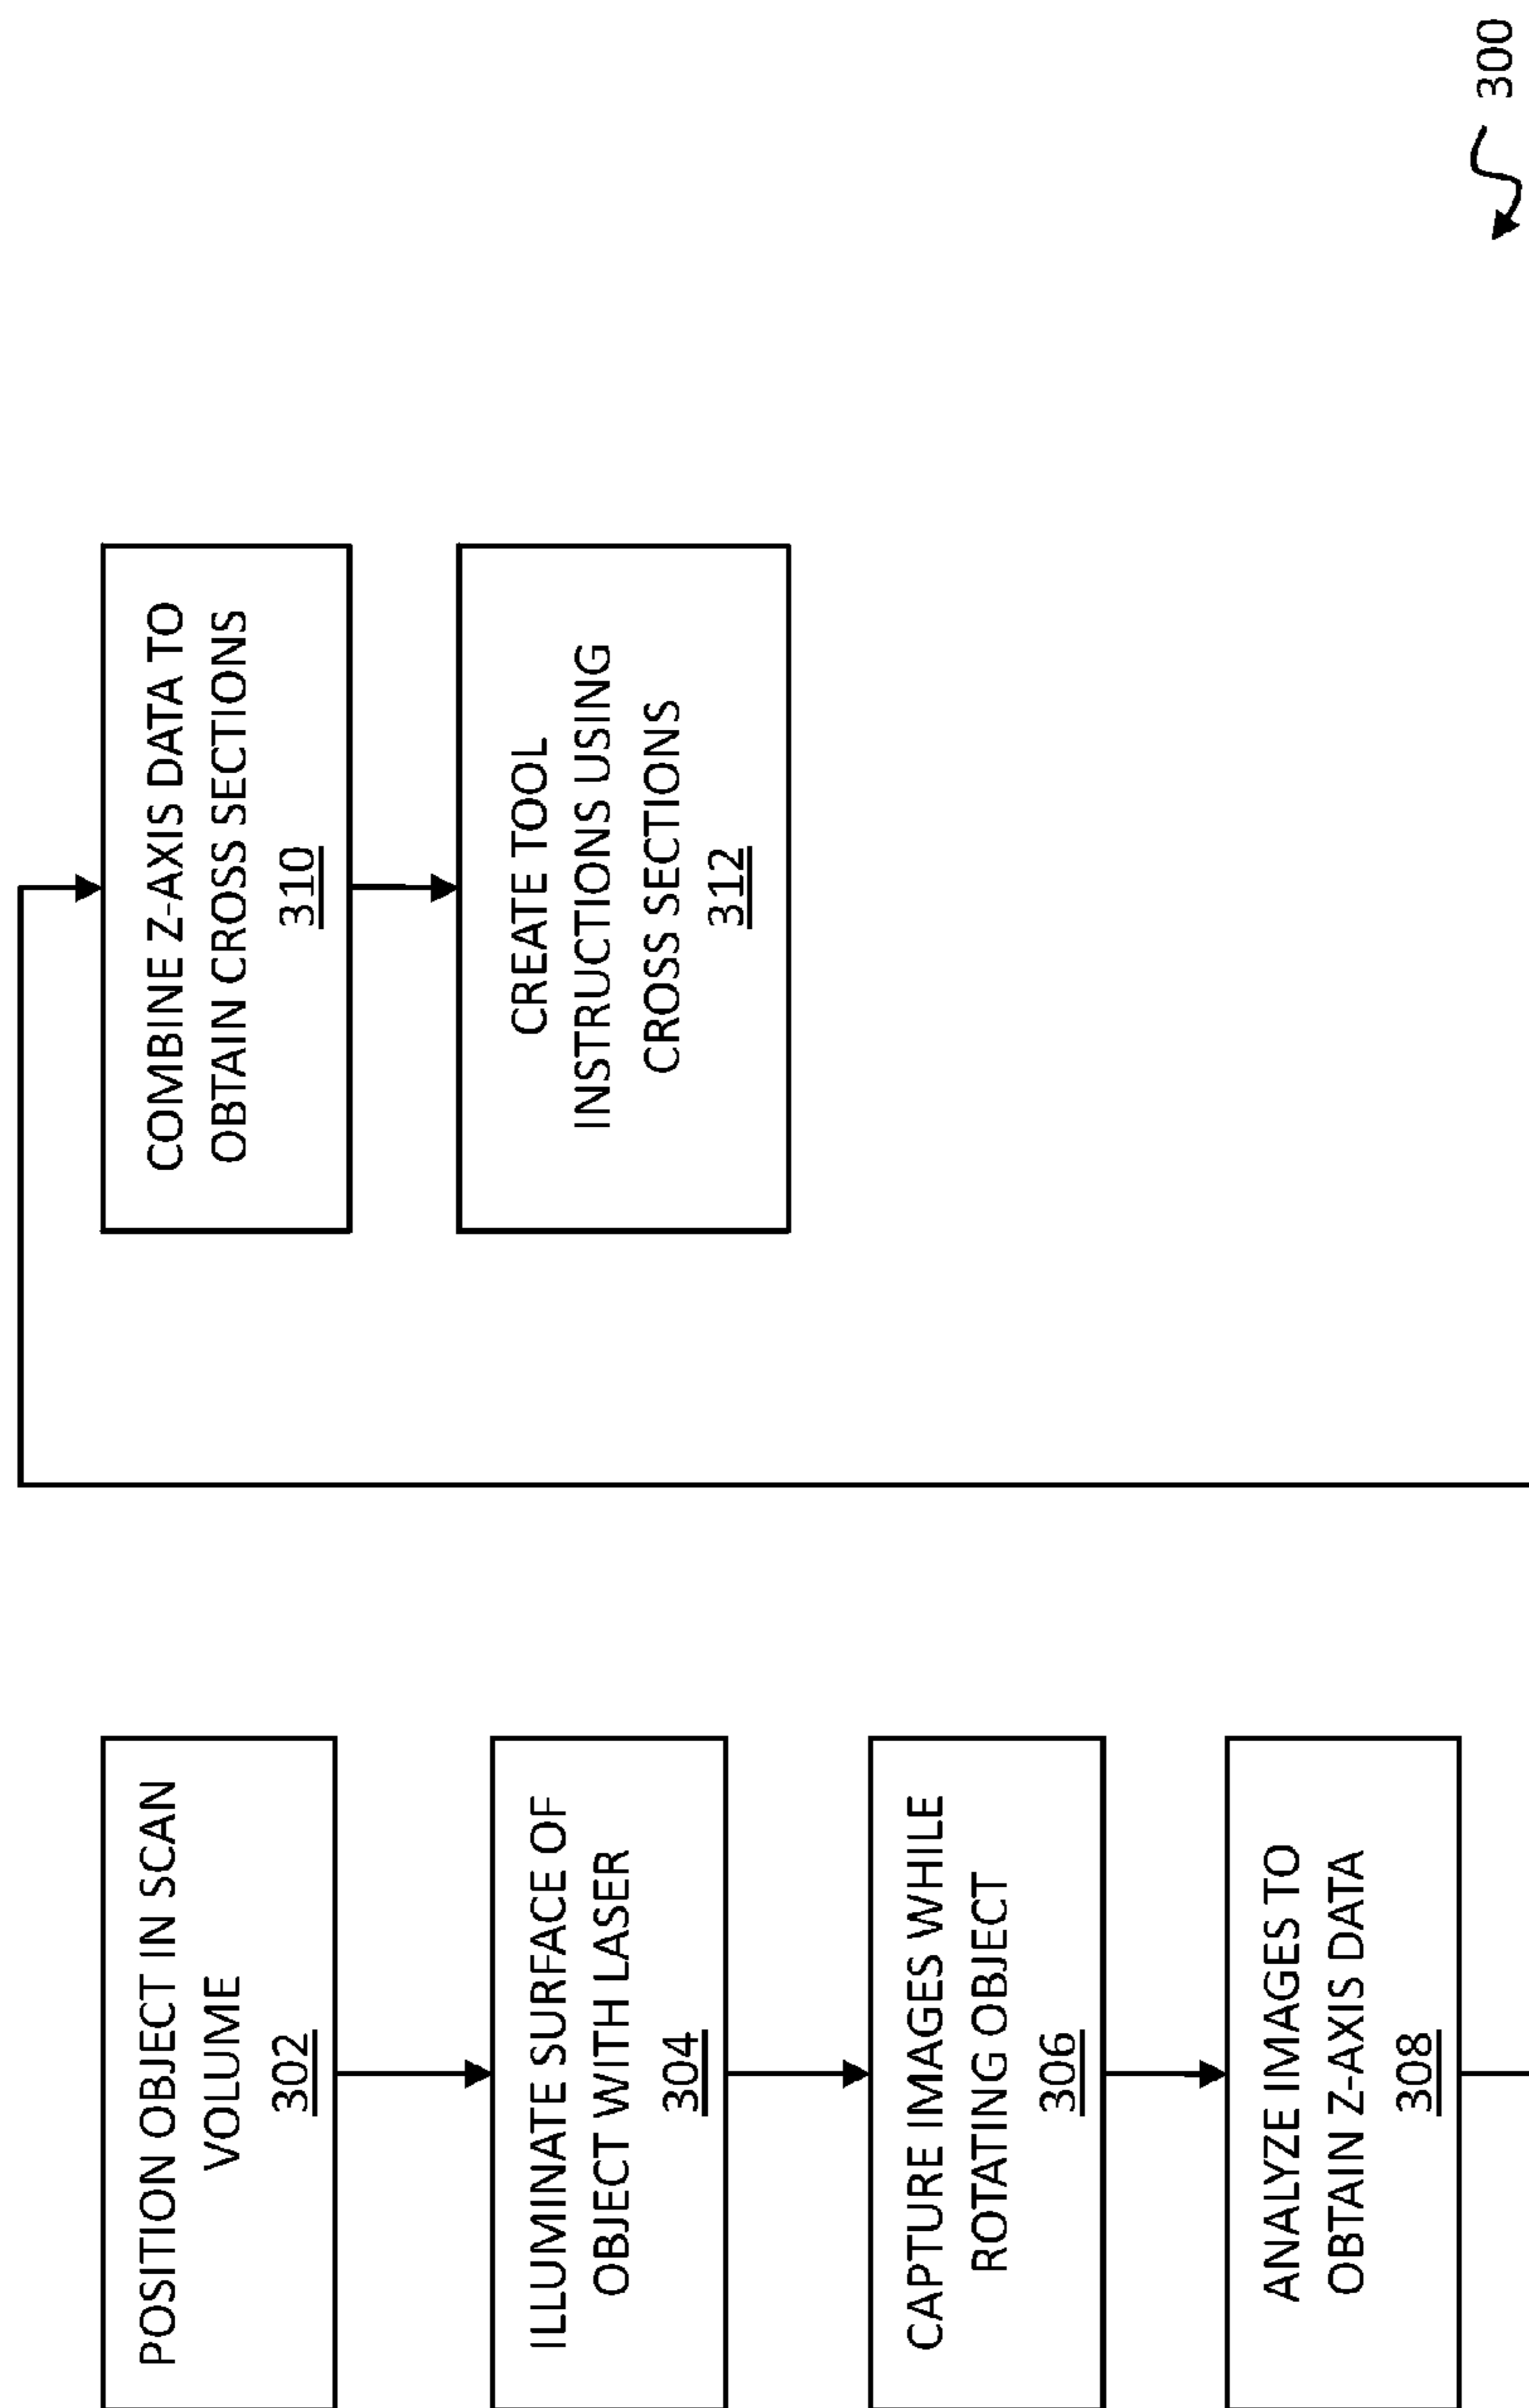 POSITION OBJECT IN SCAN
VOLUME
302
ILLUMINATE SURFACE OF
OBJECT WITH LASER
304
CAPTURE IMAGES WHILE
ROTATING OBJECT
306
ANALYZE IMAGES TO
OBTAIN Z-AXIS DATA
308
COMBINE Z-AXIS DATA TO
OBTAIN CROSS SECTIONS
310
CREATE TOOL
INSTRUCTIONS USING
CROSS SECTIONS
312
300